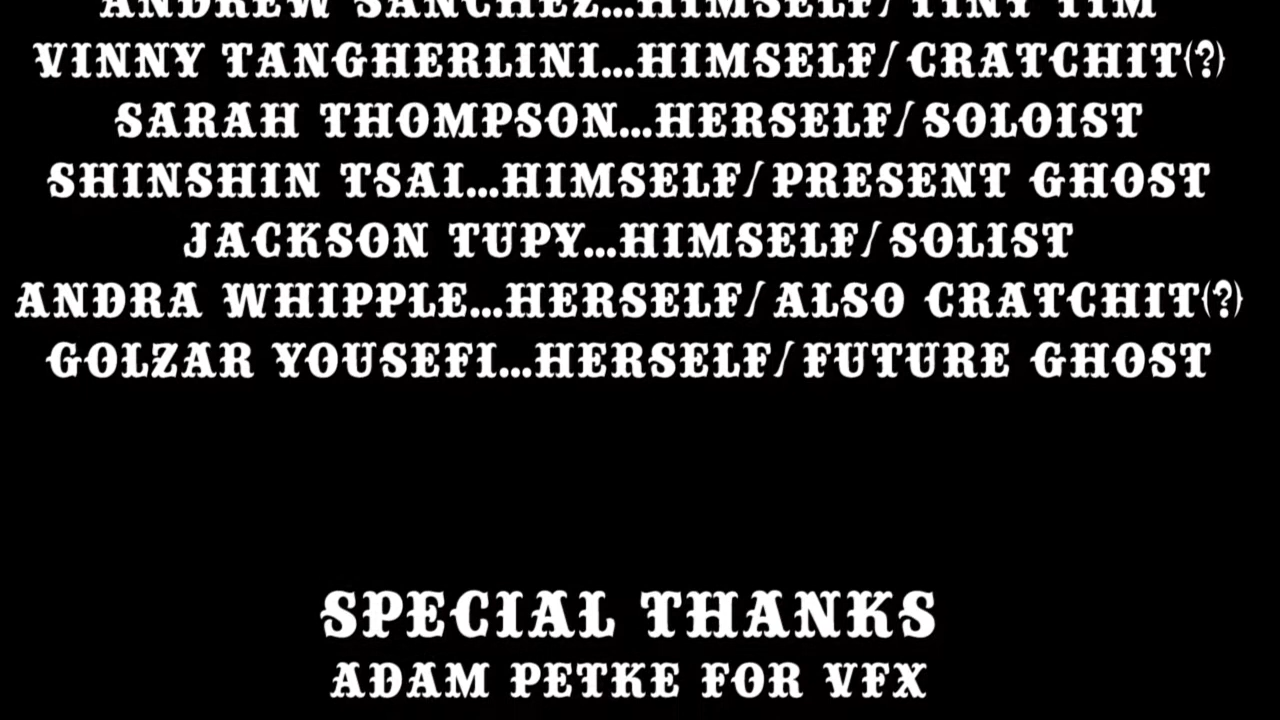 ANDREW SANCHEZ...HIMSELF/TINY TIM
VINNY TANGHERLINI...HIMSELF/CRATCHIT(?)
SARAH THOMPSON...HERSELF/SOLOIST
SHINSHIN TSAI...HIMSELF/PRESENT GHOST
JACKSON TUPY...HIMSELF/SOLIST
ANDRA WHIPPLE...HERSELF/ALSO CRATCHIT(?)
GOLZAR YOUSEFI...HERSELF/FUTURE GHOST
SPECIAL THANKS
ADAM PETKE FOR VFX